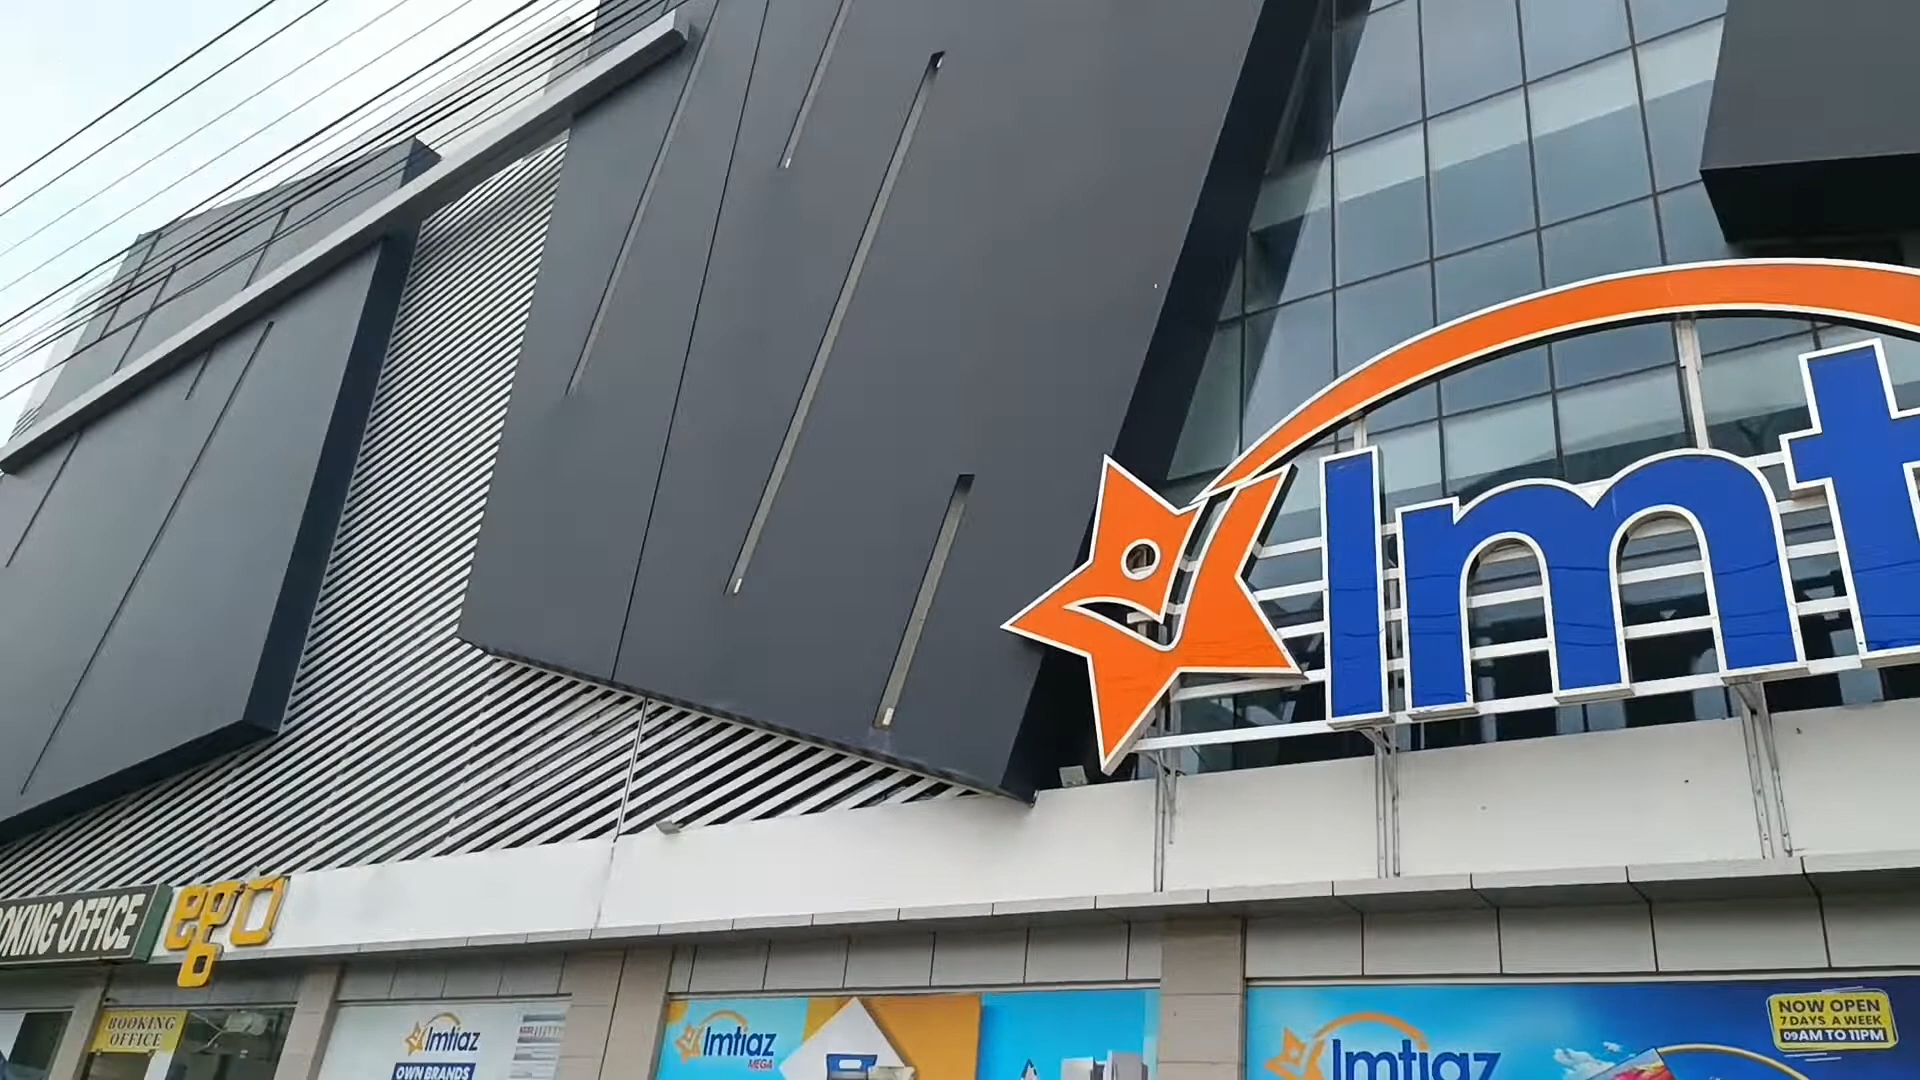 Imt
OKING OFFICE
ego
BOOKING
OFFICE
Imtiaz
OWN BRANDS
Imtiaz
MEGA
Imtiaz
NOW OPEN
7 DAYS A WEEK
09AM TO 11PM